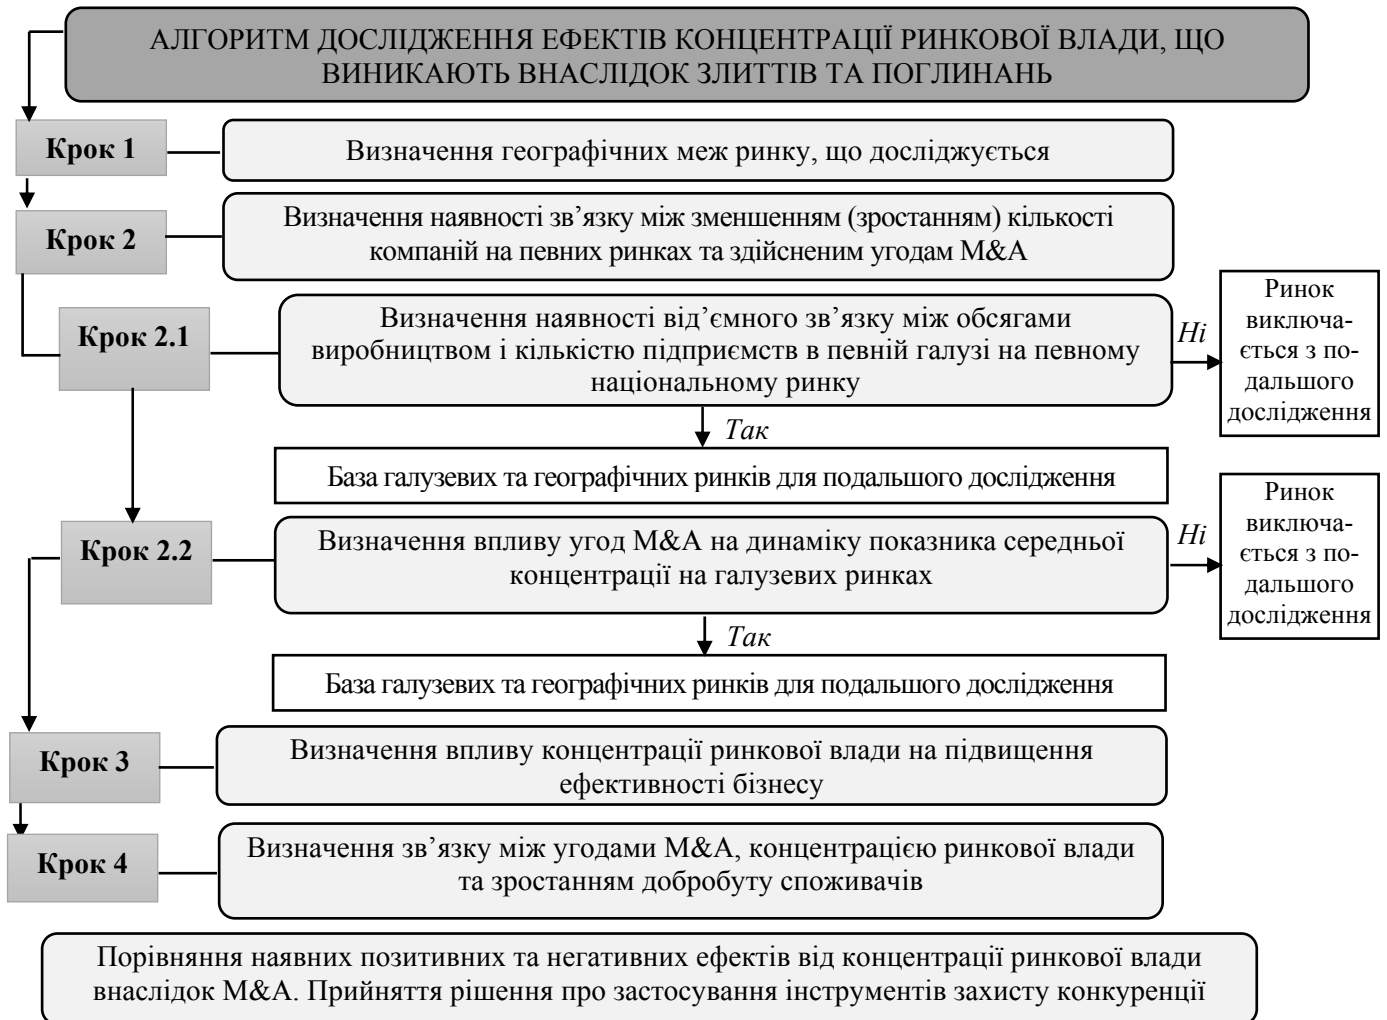 АЛГОРИТМ ДОСЛІДЖЕННЯ ЕФЕКТІВ КОНЦЕНТРАЦІЇ РИНКОВОЇ ВЛАДИ, ЩО
ВИНИКАЮТЬ ВНАСЛІДОК ЗЛИТТІВ ТА ПОГЛИНАНЬ
Крок 1
Визначення географічних меж ринку, що досліджується
Крок 2
Визначення наявності зв’язку між зменшенням (зростанням) кількості
компаній на певних ринках та здійсненим угодам M&A
Крок 2.1
Визначення наявності від’ємного зв’язку між обсягами
виробництвом і кількістю підприємств в певній галузі на певному
національному ринку
Ні
Ринок
виключа-
ється з по-
дальшого
дослідження
Так
База галузевих та географічних ринків для подальшого дослідження
Крок 2.2
Визначення впливу угод M&A на динаміку показника середньої
концентрації на галузевих ринках
Ні
Ринок
виключа-
ється з по-
дальшого
дослідження
Так
База галузевих та географічних ринків для подальшого дослідження
Крок 3
Визначення впливу концентрації ринкової влади на підвищення
ефективності бізнесу
Крок 4
Визначення зв’язку між угодами M&A, концентрацією ринкової влади
та зростанням добробуту споживачів
Порівняння наявних позитивних та негативних ефектів від концентрації ринкової влади
внаслідок M&A. Прийняття рішення про застосування інструментів захисту конкуренції